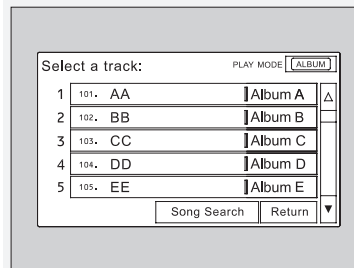 Select a track: PLAY MODE ALBUM
1 101. AA Album A
2 102. BB Album B
3 103. CC Album C
4 104. DD Album D
5 105. EE Album E
Song Search Return